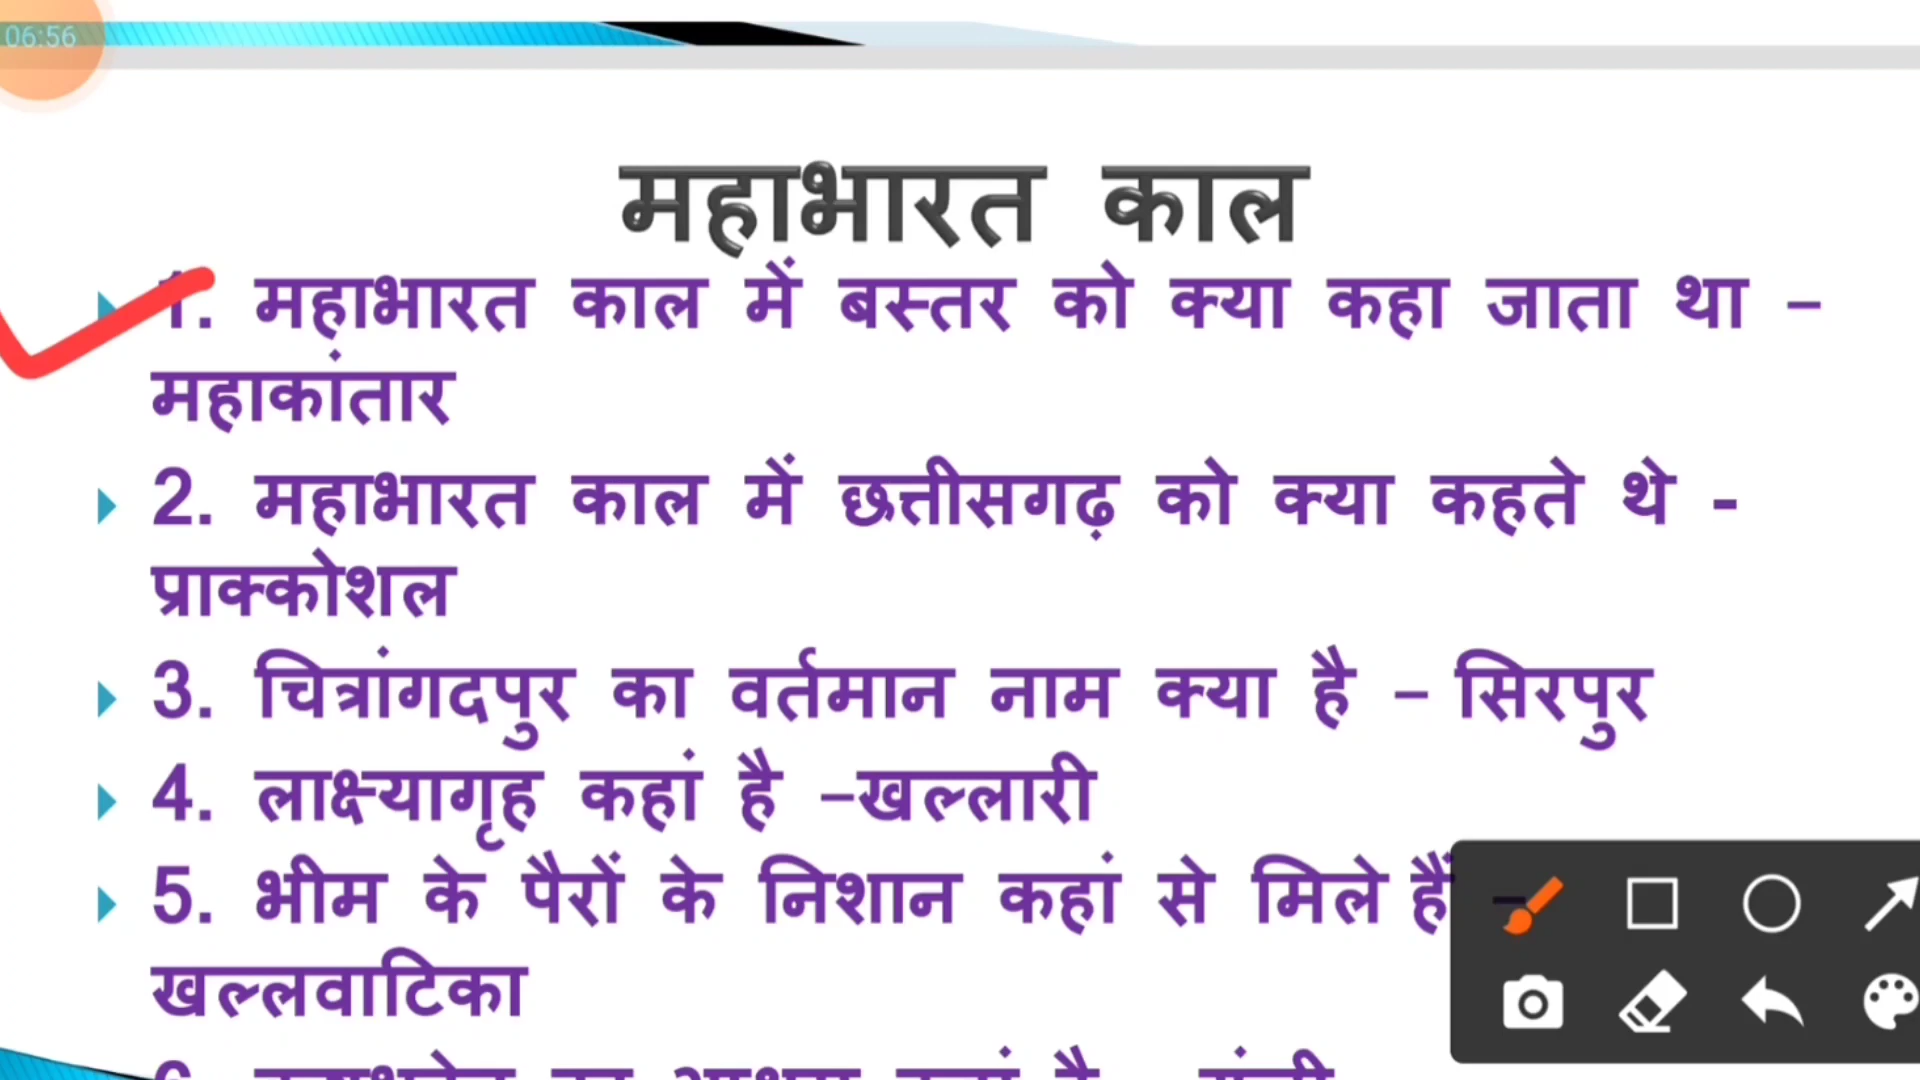 06:56
महाभारत काल
1. महाभारत काल में बस्तर को क्या कहा जाता था –
महाकांतार
2. महाभारत काल में छत्तीसगढ़ को क्या कहते थे -
प्राक्कोशल
3. चित्रांगदपुर का वर्तमान नाम क्या है – सिरपुर
4. लाक्ष्यागृह कहां है –खल्लारी
5. भीम के पैरों के निशान कहां से मिले हैं –
खल्लवाटिका